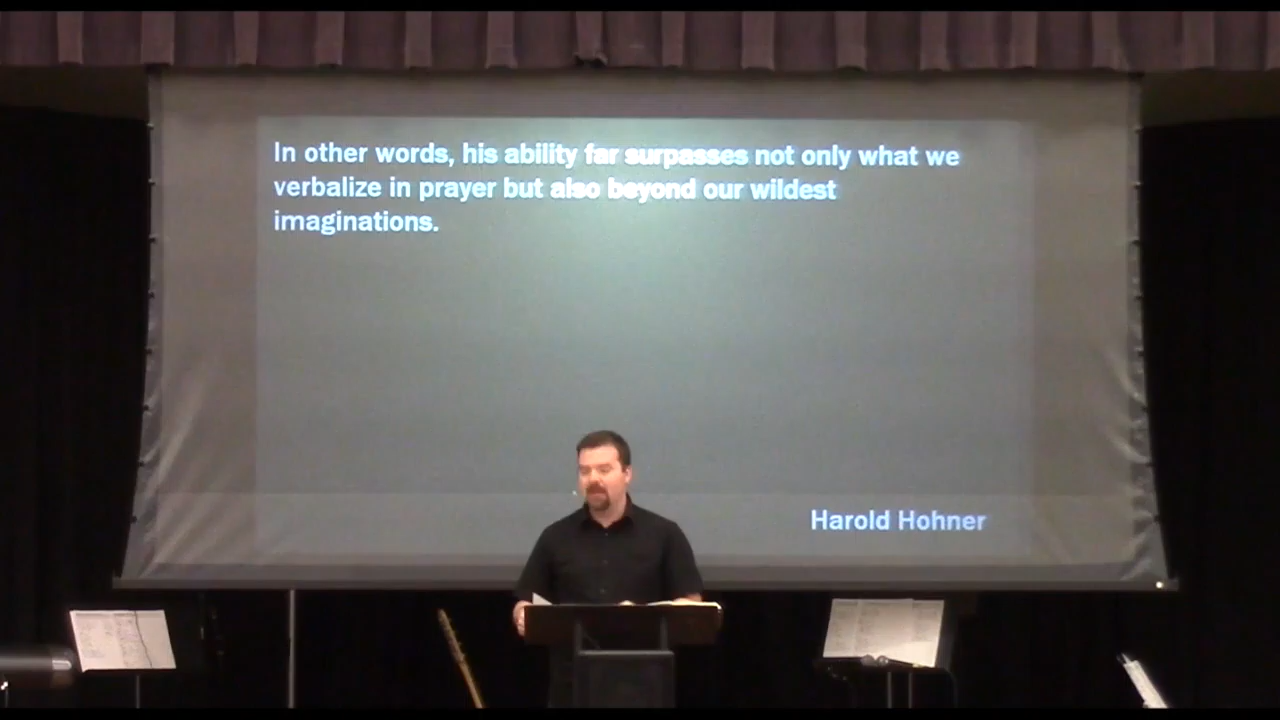 In other words, his ability far surpasses not only what we
verbalize in prayer but also beyond our wildest
imaginations.
Harold Hohner